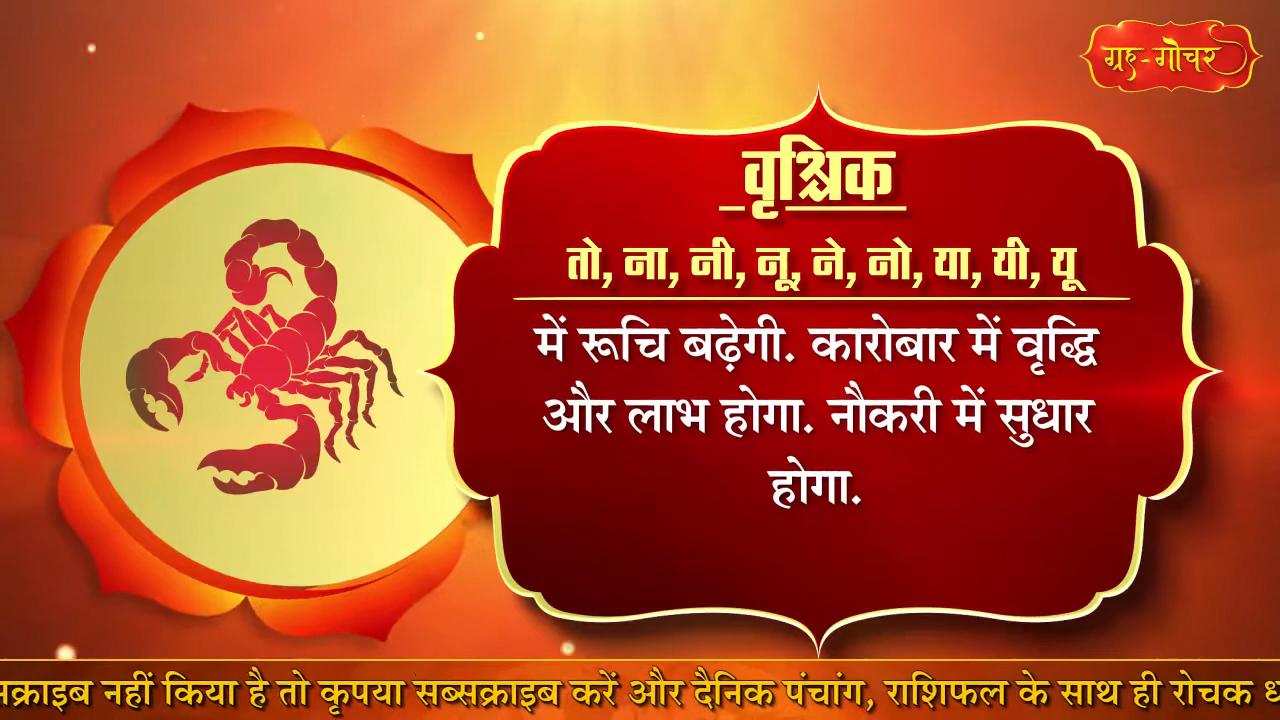 ग्रह-गोचर
वृश्चिक
तो, ना, नी, नू, ने, नो, या, यी, यू
में रूचि बढ़ेगी. कारोबार में वृद्धि
और लाभ होगा. नौकरी में सुधार
होगा.
नहीं किया है तो कृपया सब्सक्राइब करें और दैनिक पंचांग, राशिफल के साथ ही रोचक